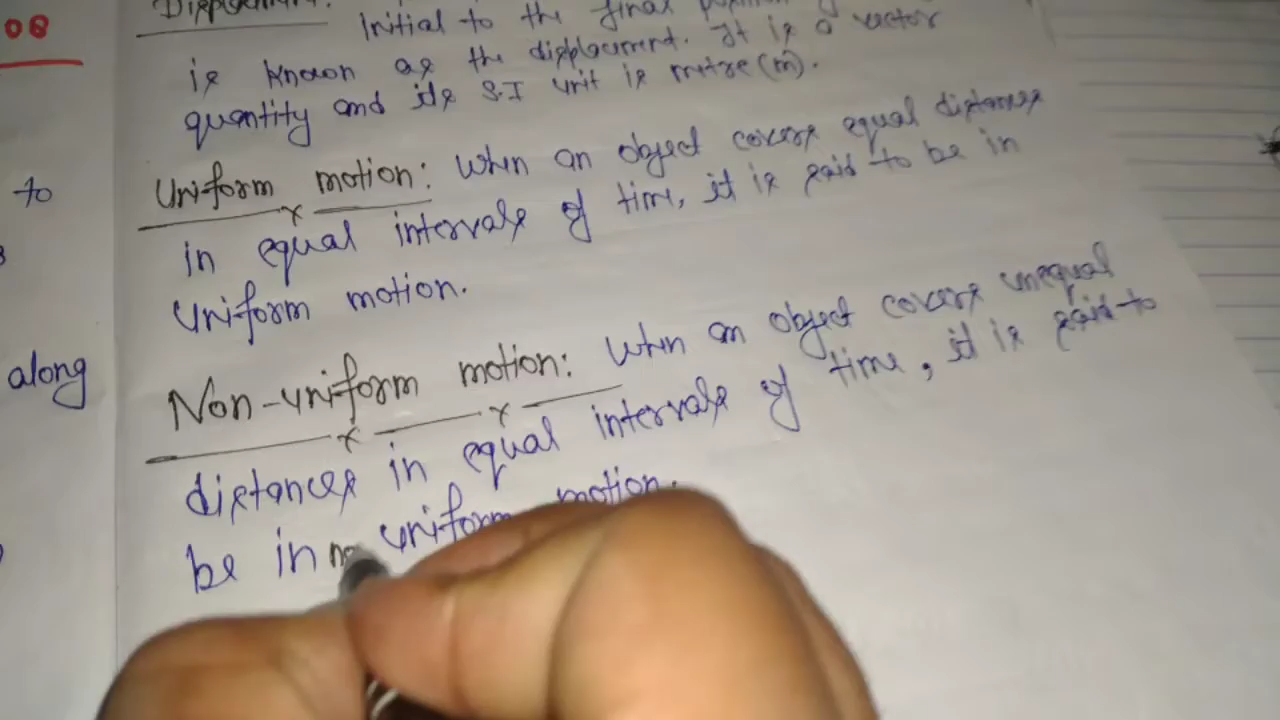 08
Displacement:
Initial to the final position
is known as the displacement. It is a vector
quantity and its S.I unit is metre (m).
to
Uniform motion: When an object covers equal distances
in equal intervals of time, it is said to be in
uniform motion.
along
Non-uniform motion: When an object covers unequal
distances in equal intervals of time, it is said to
be in no uniform motion.